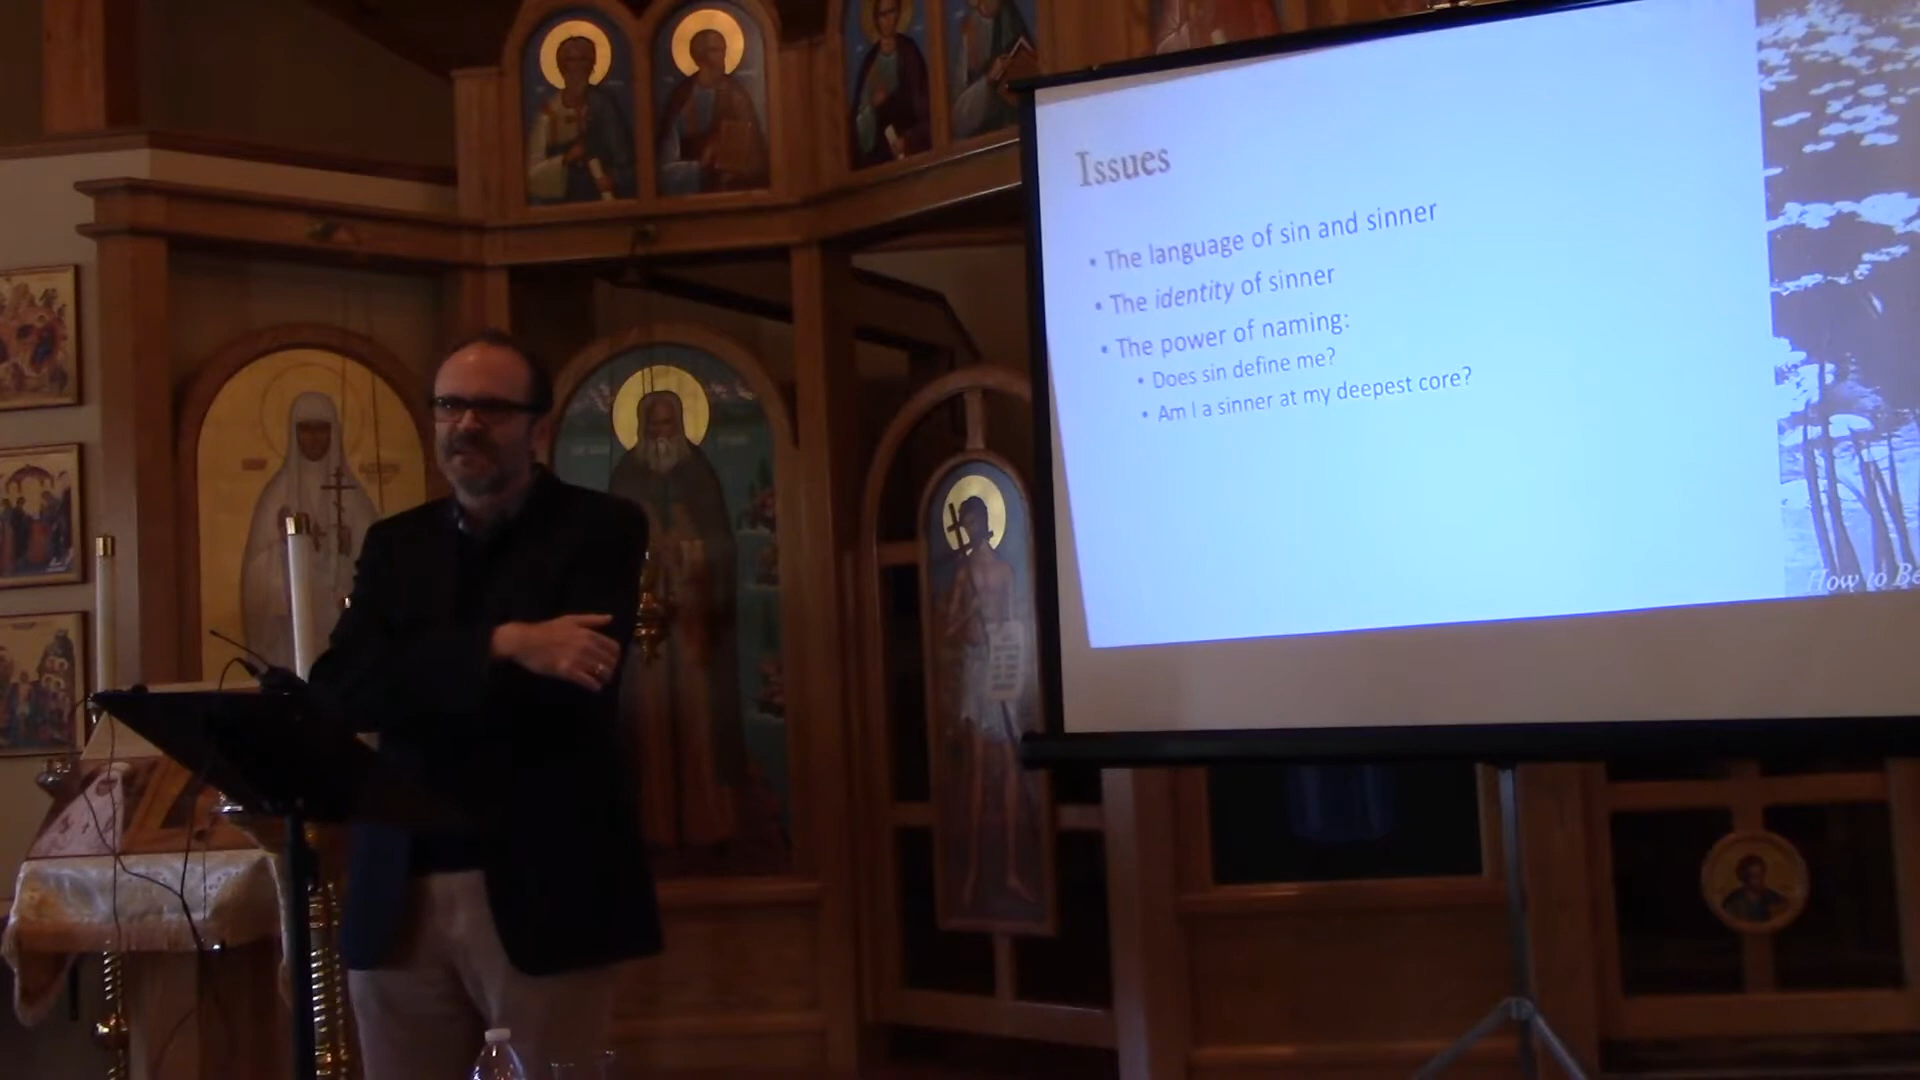 Issues
• The language of sin and sinner
• The identity of sinner
• The power of naming:
• Does sin define me?
• Am I a sinner at my deepest core?
How to Be